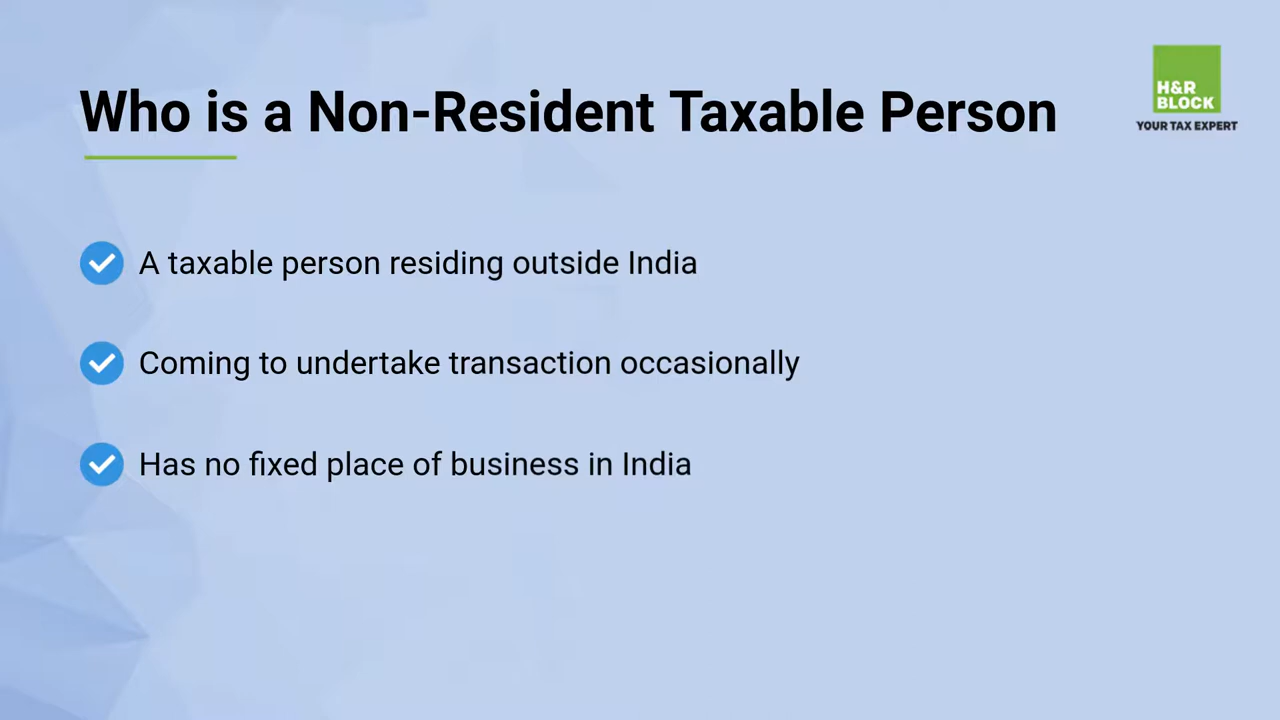 Who is a Non-Resident Taxable Person
H&R
BLOCK
YOUR TAX EXPERT
A taxable person residing outside India
Coming to undertake transaction occasionally
Has no fixed place of business in India